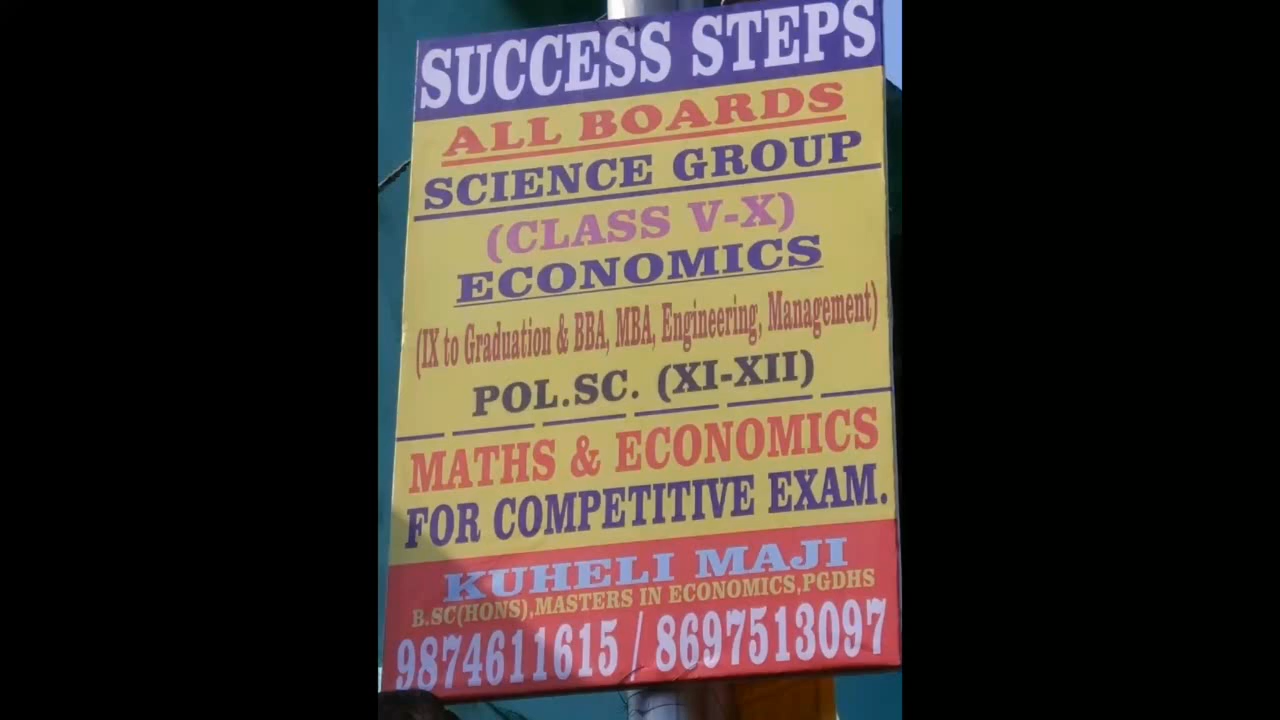 SUCCESS STEPS
ALL BOARDS
SCIENCE GROUP
(CLASS V-X)
ECONOMICS
(IX to Graduation & BBA, MBA, Engineering, Management)
POL.SC. (XI-XII)
MATHS & ECONOMICS
FOR COMPETITIVE EXAM.
KUHELI MAJI
B.SC(HONS),MASTERS IN ECONOMICS,PGDHS
9874611615 / 8697513097